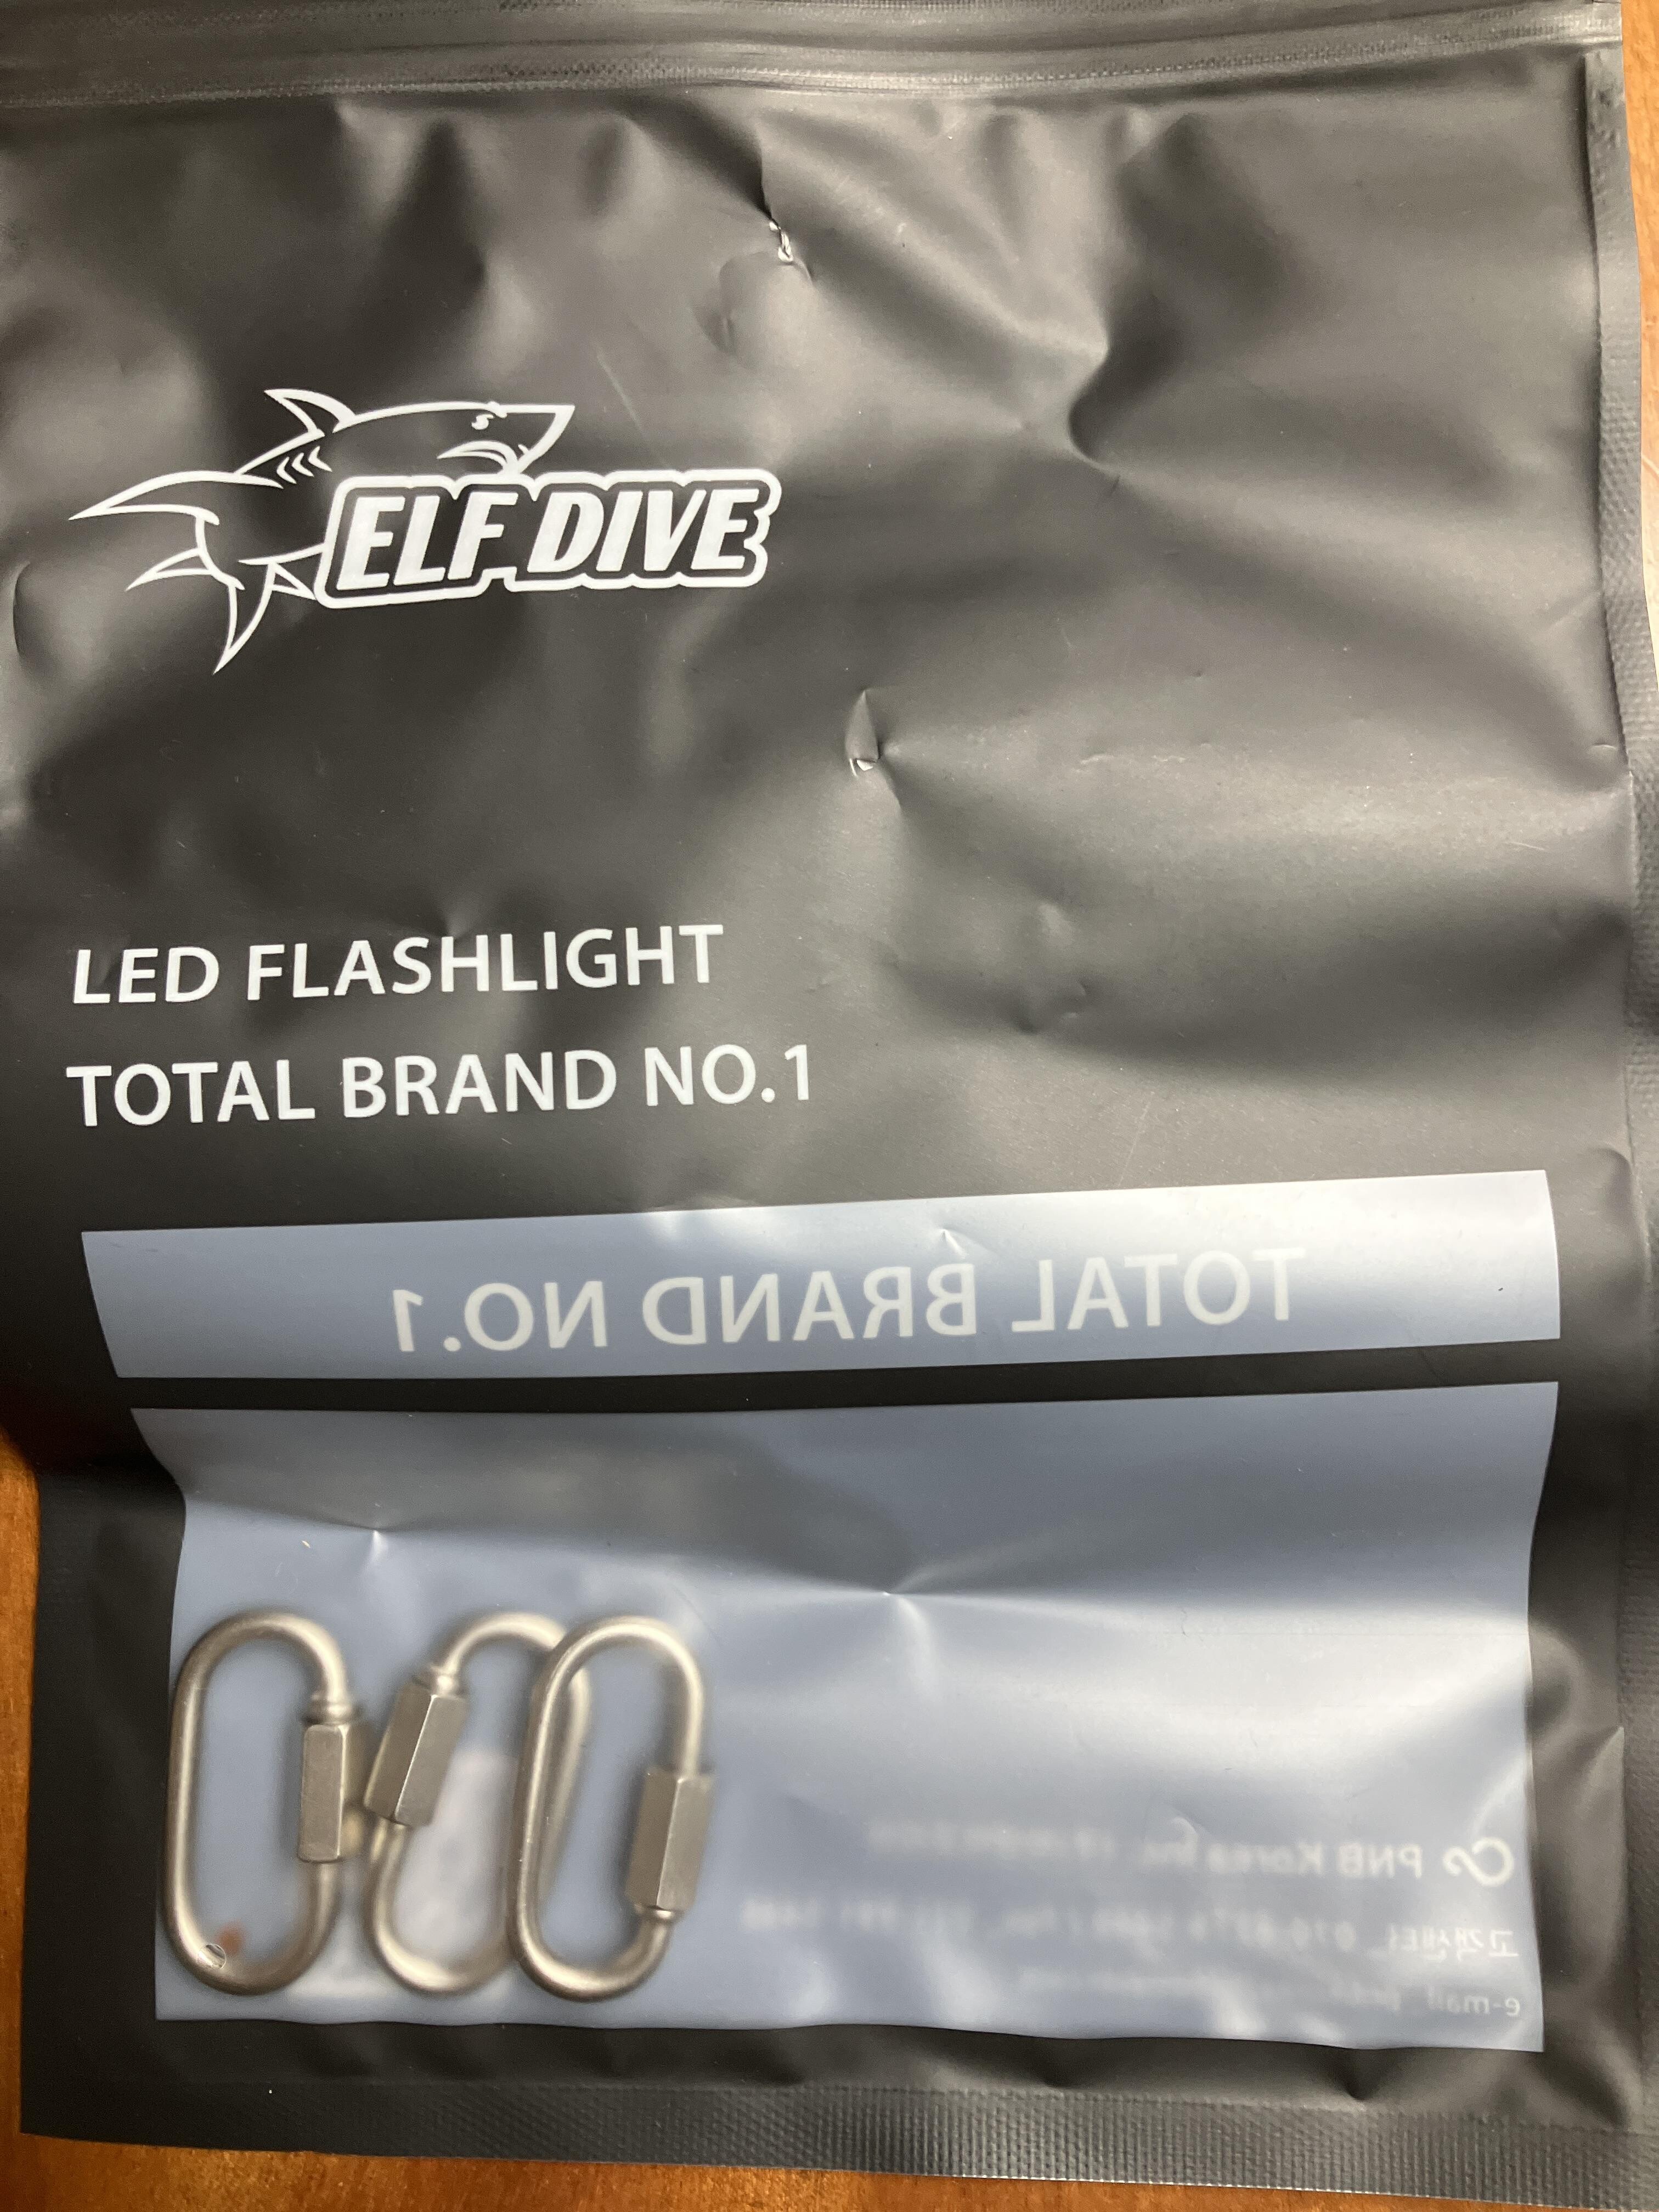 ELF DIVE
LED FLASHLIGHT
TOTAL BRAND NO.1
TOTAL BRAND NO.1
PNB Korea Inc.
고객센터
e-mail